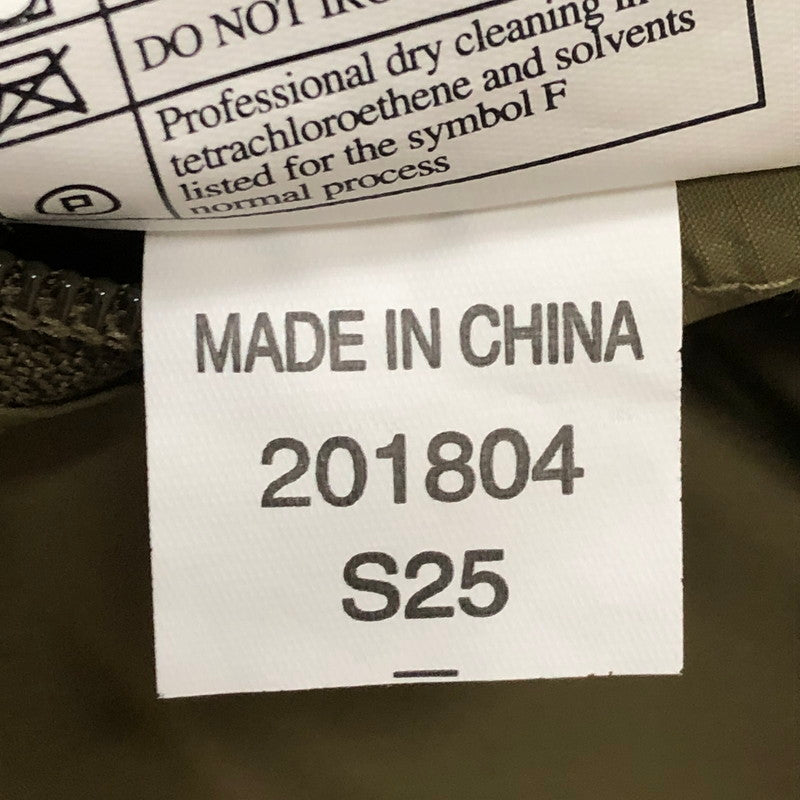 DO NOT
Professional dry cleaning in
tetrachloroethene and solvents
listed for the symbol F
normal process
P
MADE IN CHINA
201804
S25